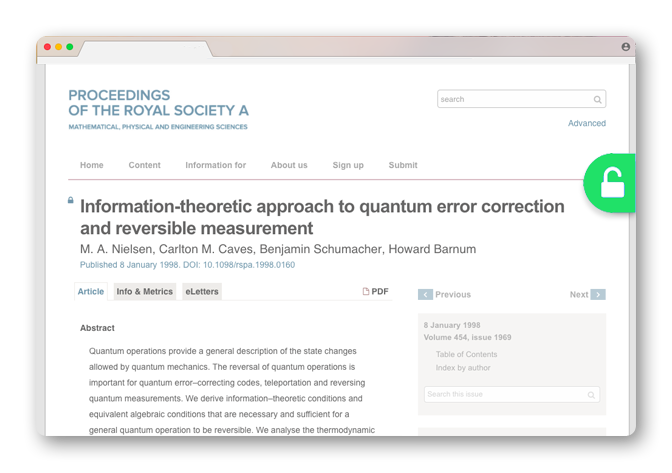 PROCEEDINGS
OF THE ROYAL SOCIETY A
MATHEMATICAL, PHYSICAL AND ENGINEERING SCIENCES
search
Advanced
Home Content Information for About us Sign up Submit
Information-theoretic approach to quantum error correction
and reversible measurement
M. A. Nielsen, Carlton M. Caves, Benjamin Schumacher, Howard Barnum
Published 8 January 1998. DOI: 10.1098/rspa.1998.0160
Article Info & Metrics eLetters PDF
< Previous Next >
Abstract
Quantum operations provide a general description of the state changes
allowed by quantum mechanics. The reversal of quantum operations is
important for quantum error–correcting codes, teleportation and reversing
quantum measurements. We derive information–theoretic conditions and
equivalent algebraic conditions that are necessary and sufficient for a
general quantum operation to be reversible. We analyse the thermodynamic
8 January 1998
Volume 454, issue 1969
Table of Contents
Index by author
Search this issue